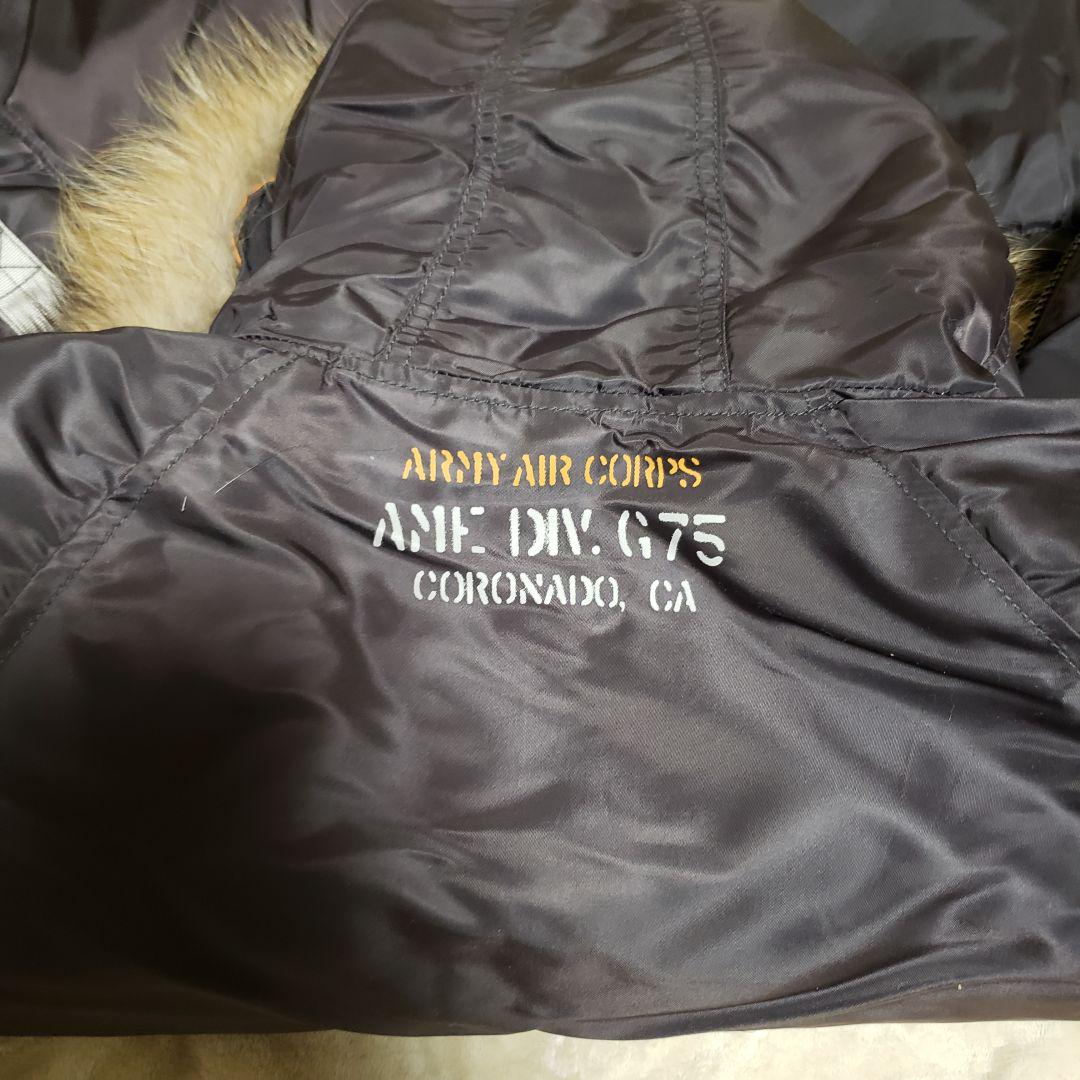 ARMY AIR CORPS
AME DIV. G75
CORONADO, CA